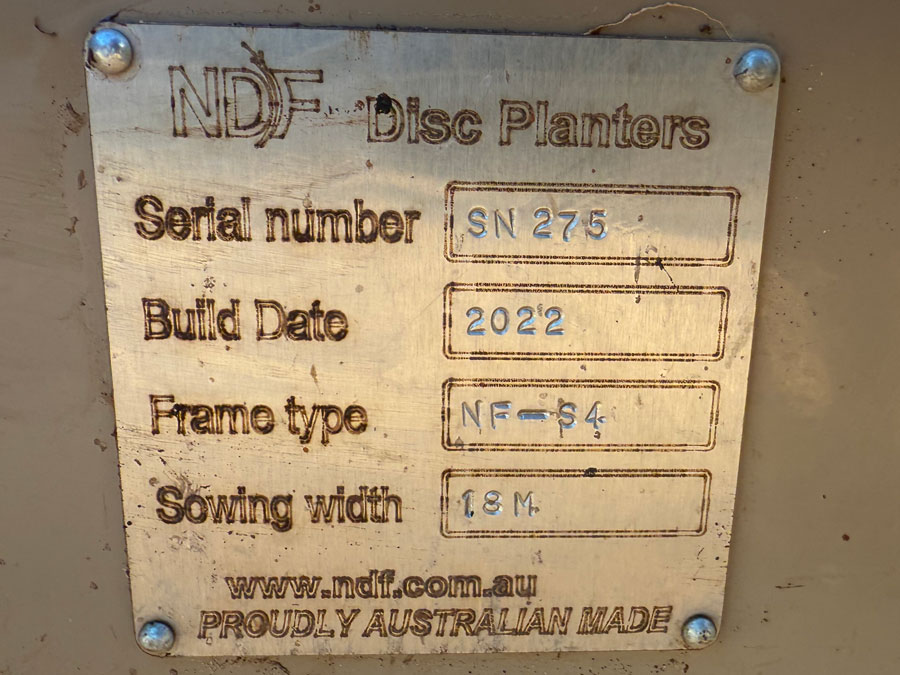 NDF Disc Planters
Serial number SN 275
Build Date 2022
Frame type NF-S4
Sowing width 18M
www.ndf.com.au
PROUDLY AUSTRALIAN MADE